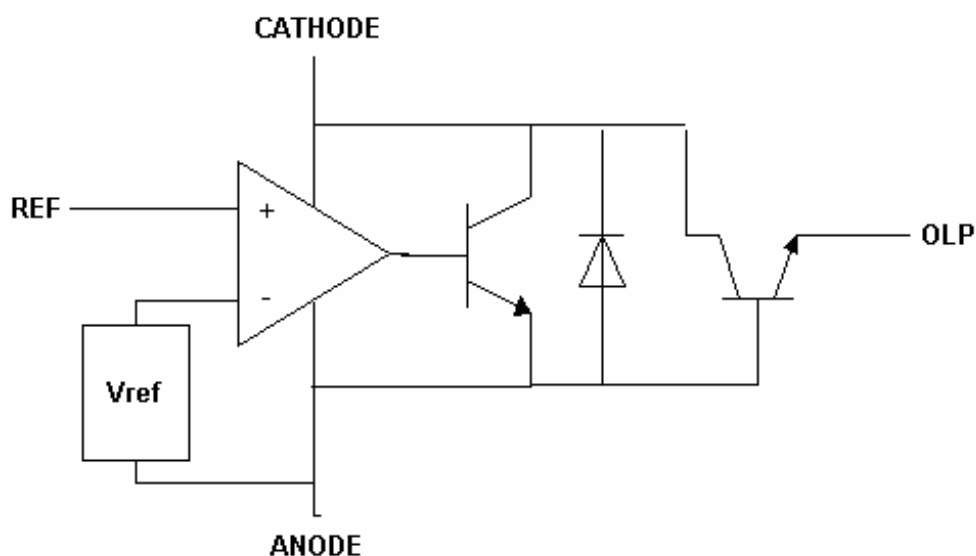 CATHODE
REF
+
OLP
-
Vref
ANODE